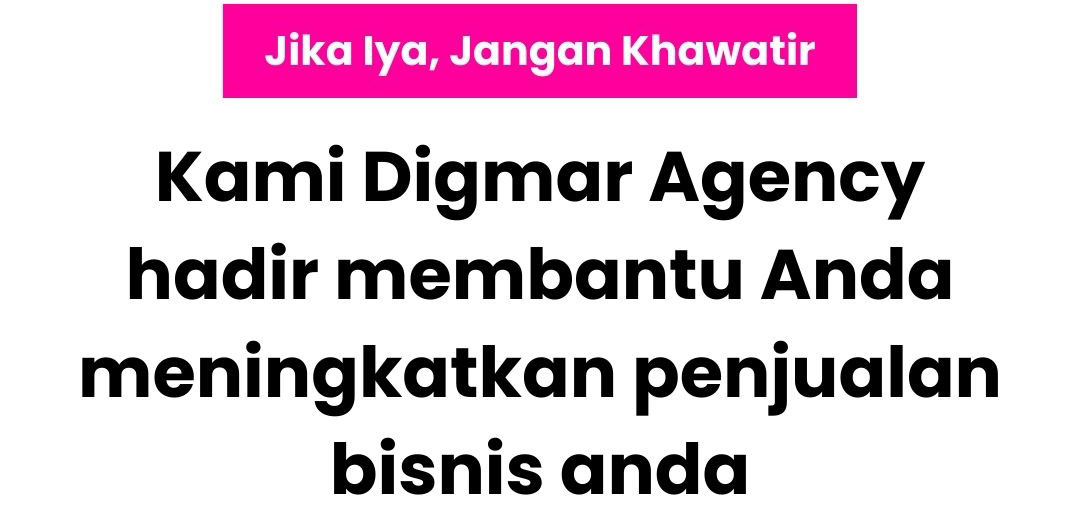 Jika Iya, Jangan Khawatir
Kami Digmar Agency
hadir membantu Anda
meningkatkan penjualan
bisnis anda